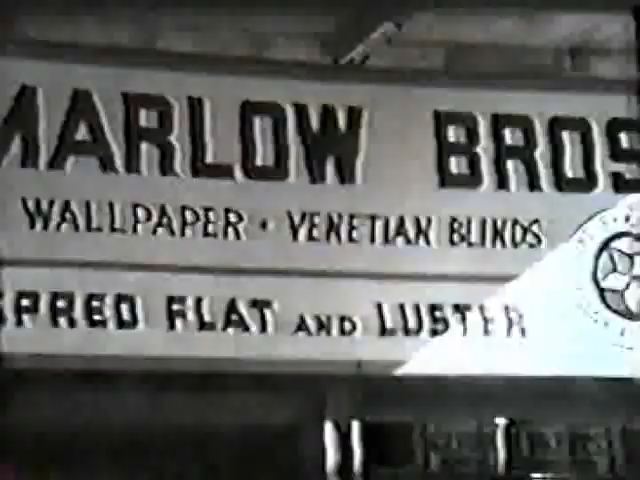 MARLOW BROS
WALLPAPER · VENETIAN BLINDS
SPRED FLAT AND LUSTER